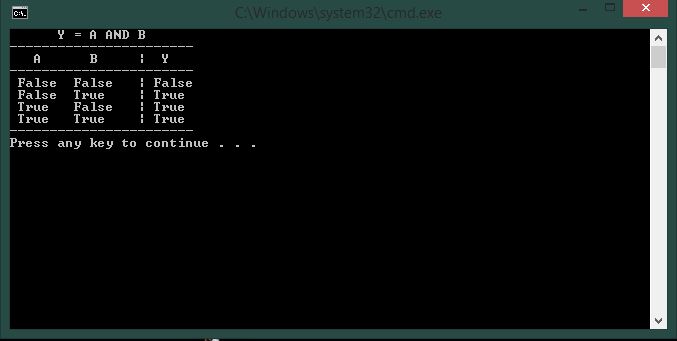 C:\Windows\system32\cmd.exe
Y = A AND B
-----------------------
A B ¦ Y
-----------------------
False False ¦ False
False True ¦ True
True False ¦ True
True True ¦ True
-----------------------
Press any key to continue . . .